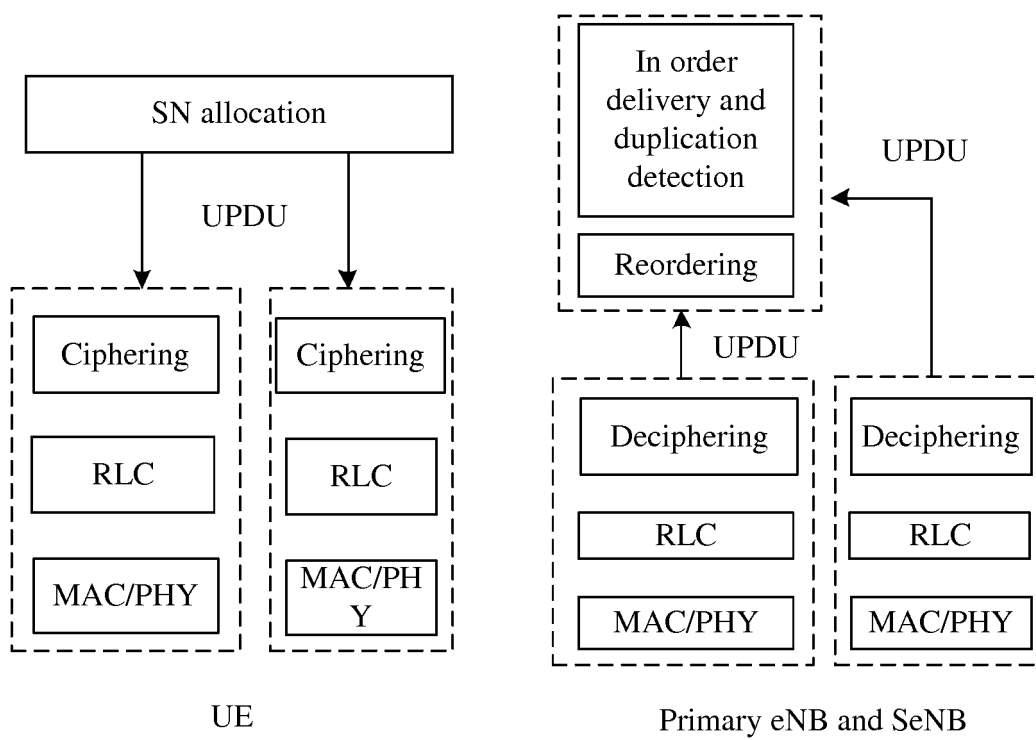 SN allocation
UPDU
Ciphering
RLC
MAC/PHY
Ciphering
RLC
MAC/PH
Y
UE
In order
delivery and
duplication
detection
Reordering
UPDU
UPDU
Deciphering
RLC
MAC/PHY
Deciphering
RLC
MAC/PHY
Primary eNB and SeNB